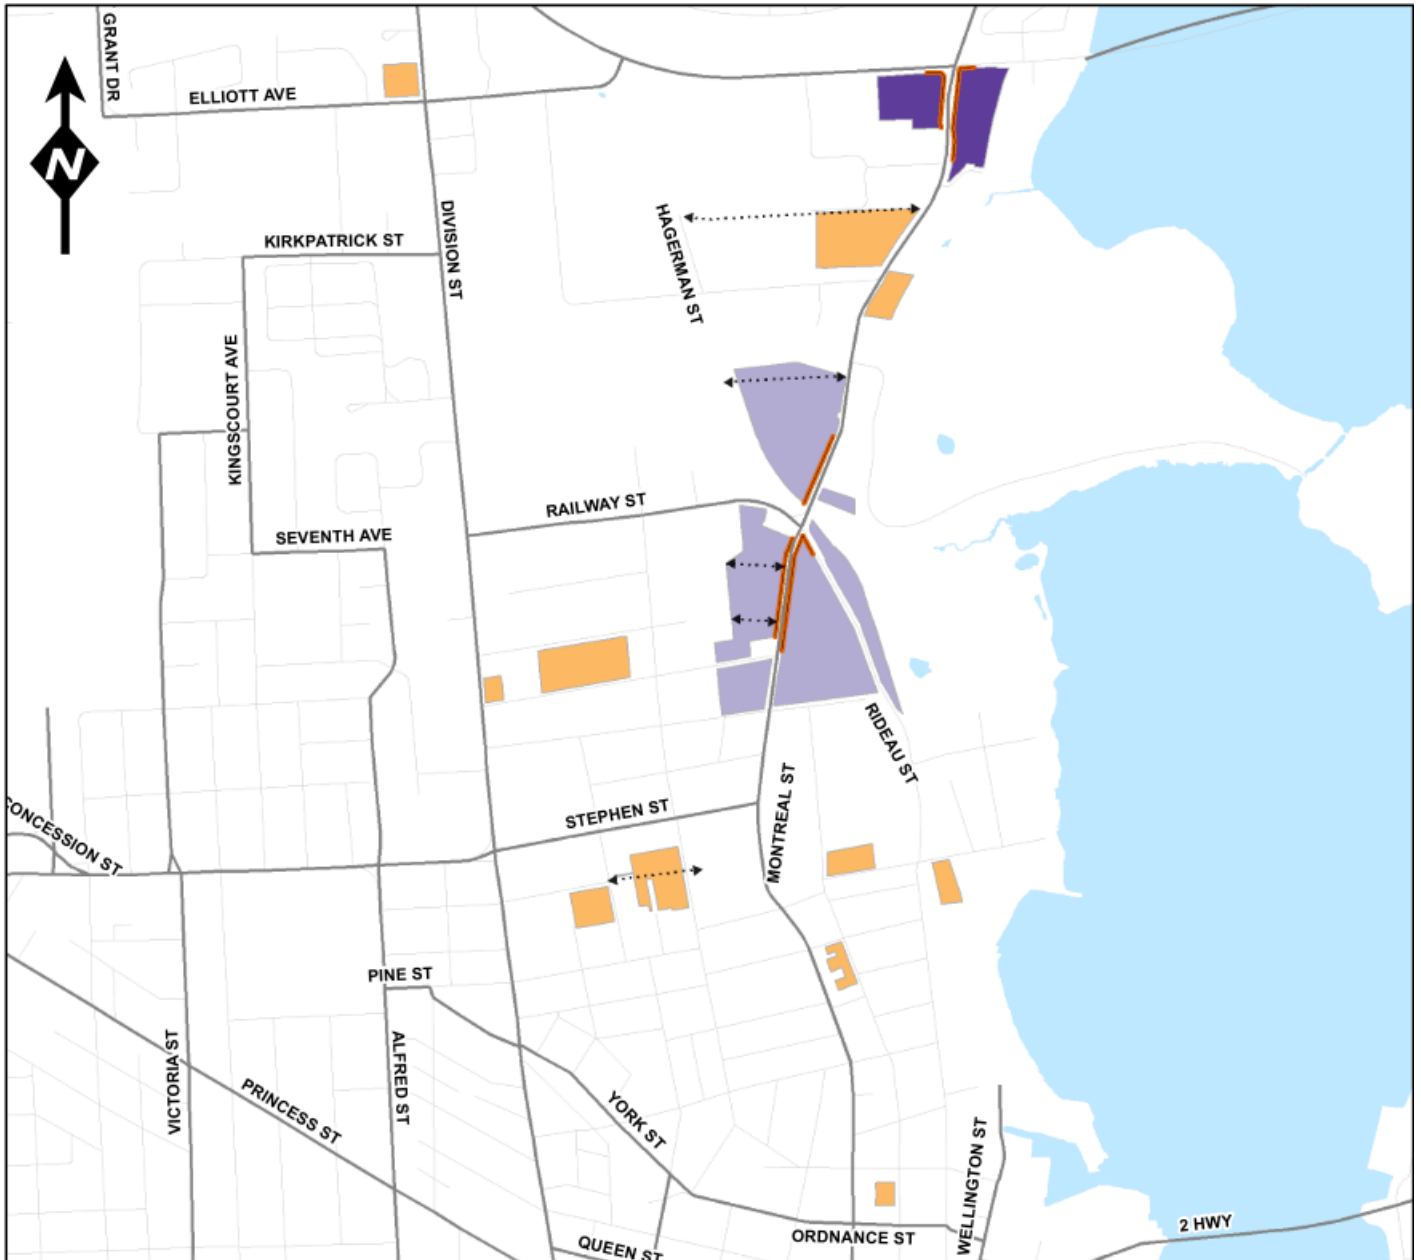 GRANT DR
ELLIOTT AVE
N
DIVISION ST
HAGERMAN ST
KIRKPATRICK ST
KINGSCOURT AVE
RAILWAY ST
SEVENTH AVE
RIDEAU ST
MONTREAL ST
STEPHEN ST
CONCESSION ST
PINE ST
VICTORIA ST
ALFRED ST
PRINCESS ST
YORK ST
WELLINGTON ST
2 HWY
ORDNANCE ST
QUEEN ST